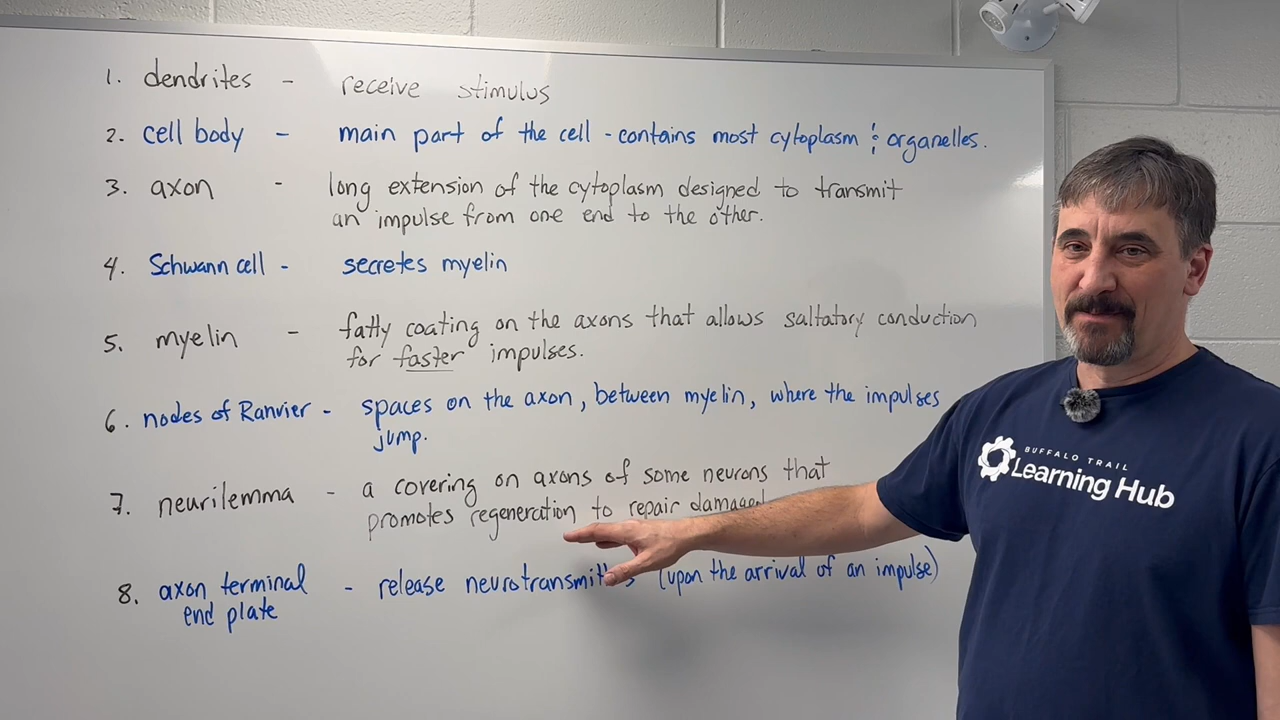 1. dendrites - receive stimulus
2. cell body - main part of the cell - contains most cytoplasm & organelles.
3. axon - long extension of the cytoplasm designed to transmit
an impulse from one end to the other.
4. Schwann cell - secretes myelin
5. myelin - fatty coating on the axons that allows saltatory conduction
for faster impulses.
6. nodes of Ranvier - spaces on the axon, between myelin, where the impulses
jump.
7. neurilemma - a covering on axons of some neurons that
promotes regeneration to repair
8. axon terminal - release (upon the arrival of an impulse)
end plate
BUFFALO TRAIL
Learning Hub